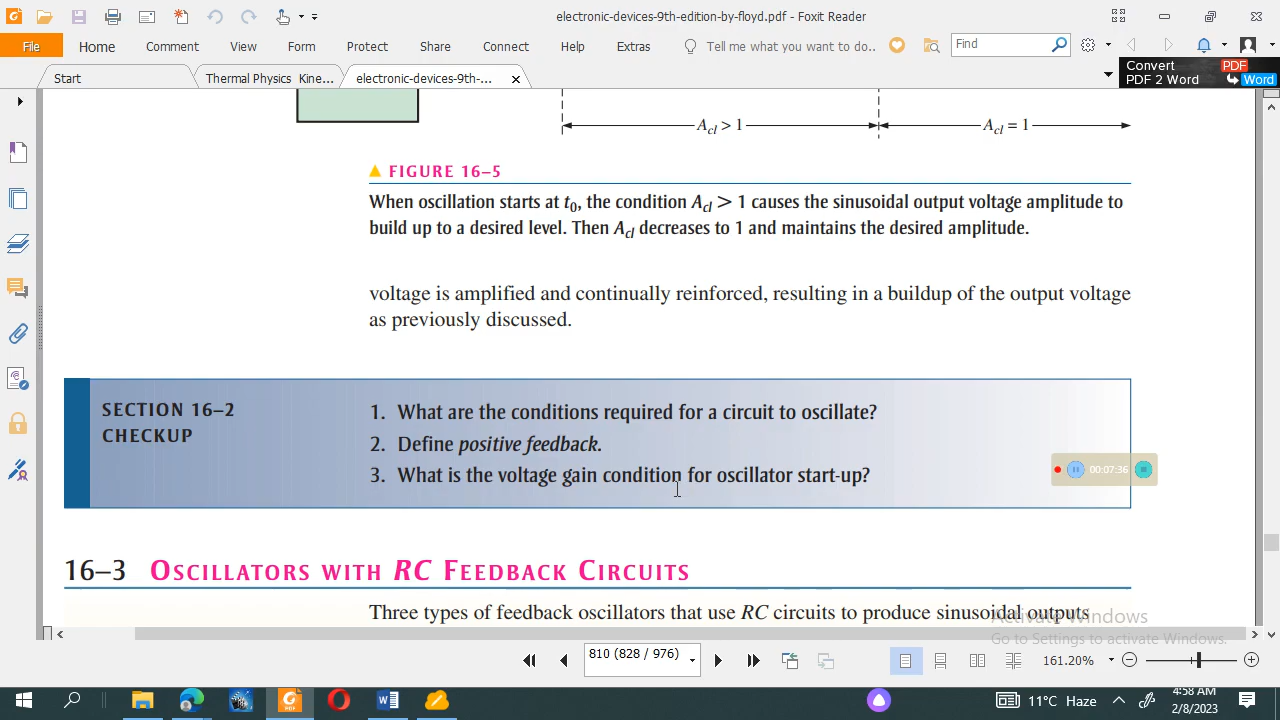 electronic-devices-9th-edition-by-floyd.pdf - Foxit Reader
File Home Comment View Form Protect Share Connect Help Extras Tell me what you want to do.. Find
Start Thermal Physics Kine... electronic-devices-9th-...
Convert PDF
PDF 2 Word Word
Acl > 1 Acl = 1
▲ FIGURE 16–5
When oscillation starts at t0, the condition Acl > 1 causes the sinusoidal output voltage amplitude to
build up to a desired level. Then Acl decreases to 1 and maintains the desired amplitude.
voltage is amplified and continually reinforced, resulting in a buildup of the output voltage
as previously discussed.
SECTION 16–2
CHECKUP
1. What are the conditions required for a circuit to oscillate?
2. Define positive feedback.
3. What is the voltage gain condition for oscillator start-up?
00:07:36
16–3 OSCILLATORS WITH RC FEEDBACK CIRCUITS
Three types of feedback oscillators that use RC circuits to produce sinusoidal outputs
Activate Windows
Go to Settings to activate Windows.
810 (828 / 976) 161.20%
11°C Haze
4:58 AM
2/8/2023